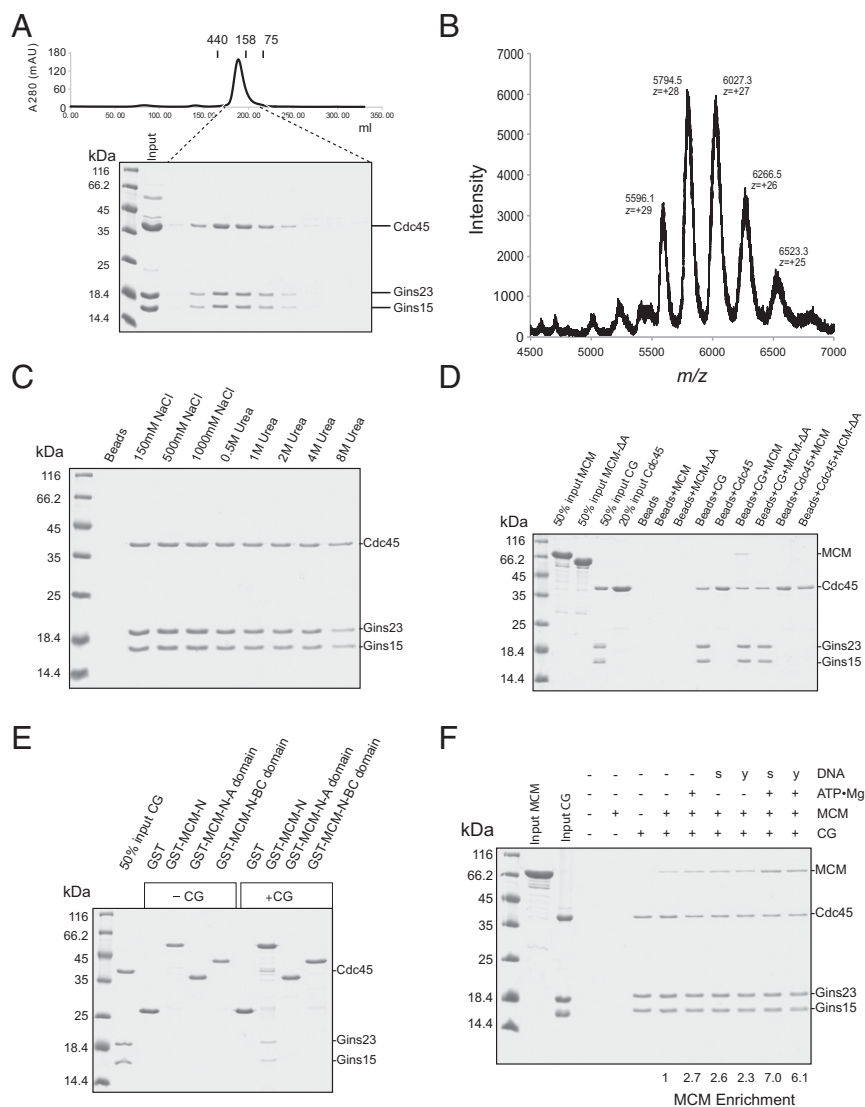 A
440 158 75
A280 (mAU)
180
120
60
0
0.00 50.00 100.00 150.00 200.00 250.00 300.00 350.00
ml
kDa
Input
116
66.2
45
35
25
18.4
14.4
Cdc45
Gins23
Gins15
B
Intensity
7000
6000
5000
4000
3000
2000
1000
0
4500 5000 5500 6000 6500 7000
m/z
5596.1
z=+29
5794.5
z=+28
6027.3
z=+27
6266.5
z=+26
6523.3
z=+25
C
kDa
Beads
150mM NaCl
500mM NaCl
1000mM NaCl
0.5M Urea
1M Urea
2M Urea
4M Urea
8M Urea
116
66.2
45
35
25
18.4
14.4
Cdc45
Gins23
Gins15
D
kDa
50% input MCM
50% input MCM-ΔA
50% input CG
20% input Cdc45
Beads
Beads+MCM
Beads+MCM-ΔA
Beads+CG
Beads+Cdc45
Beads+CG+MCM
Beads+CG+MCM-ΔA
Beads+Cdc45+MCM
Beads+Cdc45+MCM-ΔA
116
66.2
45
35
25
18.4
14.4
MCM
Cdc45
Gins23
Gins15
E
kDa
50% input CG
GST
GST-MCM-N
GST-MCM-N-A domain
GST-MCM-N-BC domain
GST
GST-MCM-N
GST-MCM-N-A domain
GST-MCM-N-BC domain
– CG
+CG
116
66.2
45
35
25
18.4
14.4
Cdc45
Gins23
Gins15
F
kDa
Input MCM
Input CG
- - - - - s y s y DNA
- - - - + - - + + ATP•Mg
- + - + + + + + + MCM
- - + + + + + + + CG
116
66.2
45
35
25
18.4
14.4
MCM
Cdc45
Gins23
Gins15
1 2.7 2.6 2.3 7.0 6.1
MCM Enrichment